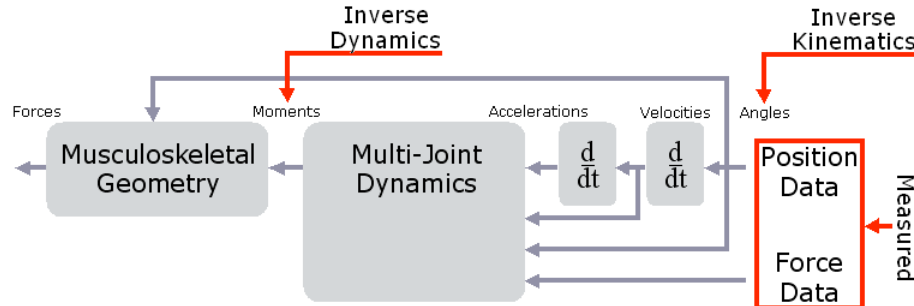 Inverse
Dynamics
Inverse
Kinematics
Forces
Moments
Accelerations
Velocities
Angles
Musculoskeletal
Geometry
Multi-Joint
Dynamics
d
dt
d
dt
Position
Data
Force
Data
Measured